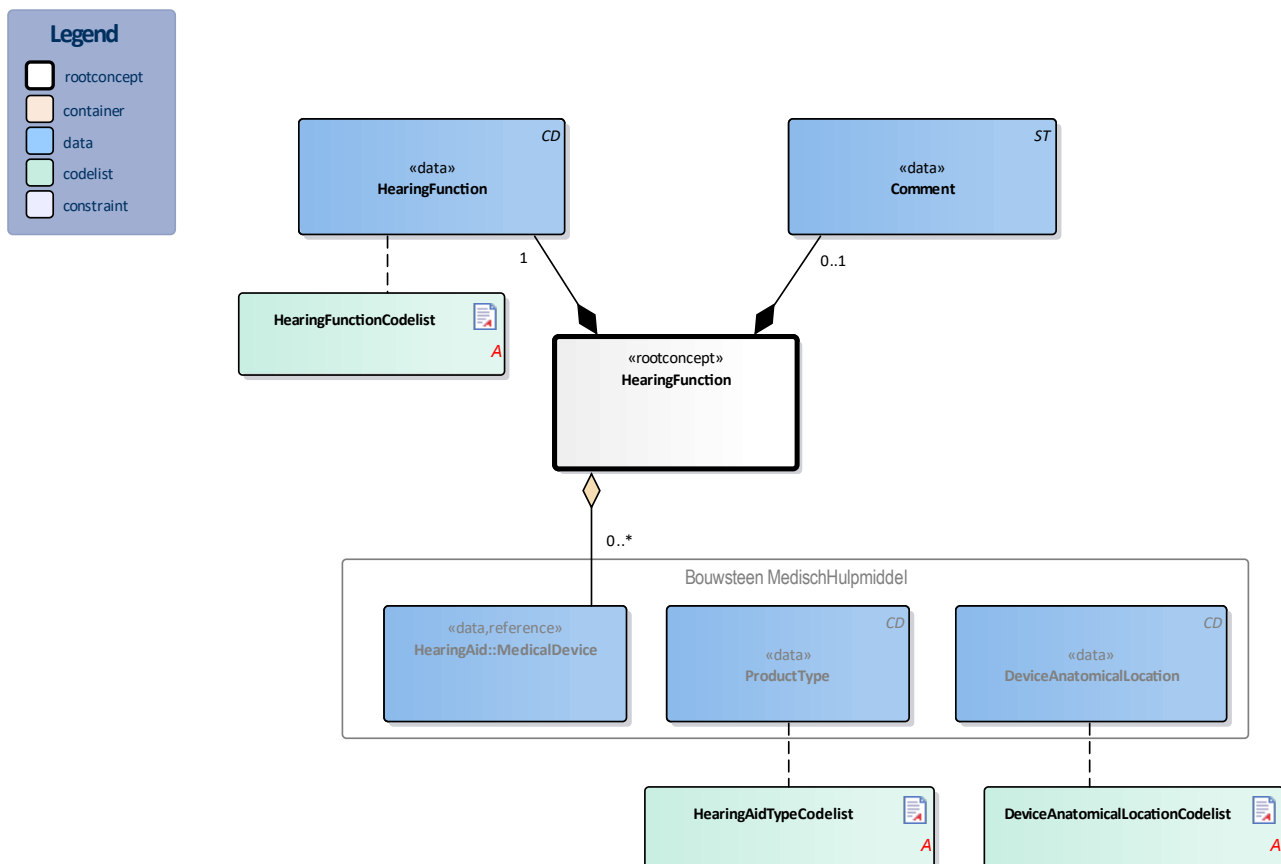 Legend
rootconcept
container
data
codelist
constraint
CD
«data»
HearingFunction
ST
«data»
Comment
1
0..1
HearingFunctionCodelist
A
«rootconcept»
HearingFunction
0..*
Bouwsteen MedischHulpmiddel
«data,reference»
HearingAid::MedicalDevice
CD
«data»
ProductType
CD
«data»
DeviceAnatomicalLocation
HearingAidTypeCodelist
A
DeviceAnatomicalLocationCodelist
A